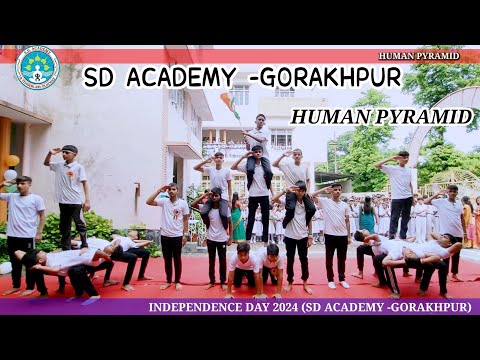 HUMAN PYRAMID
SD ACADEMY -GORAKHPUR
HUMAN PYRAMID
INDEPENDENCE DAY 2024 (SD ACADEMY -GORAKHPUR)